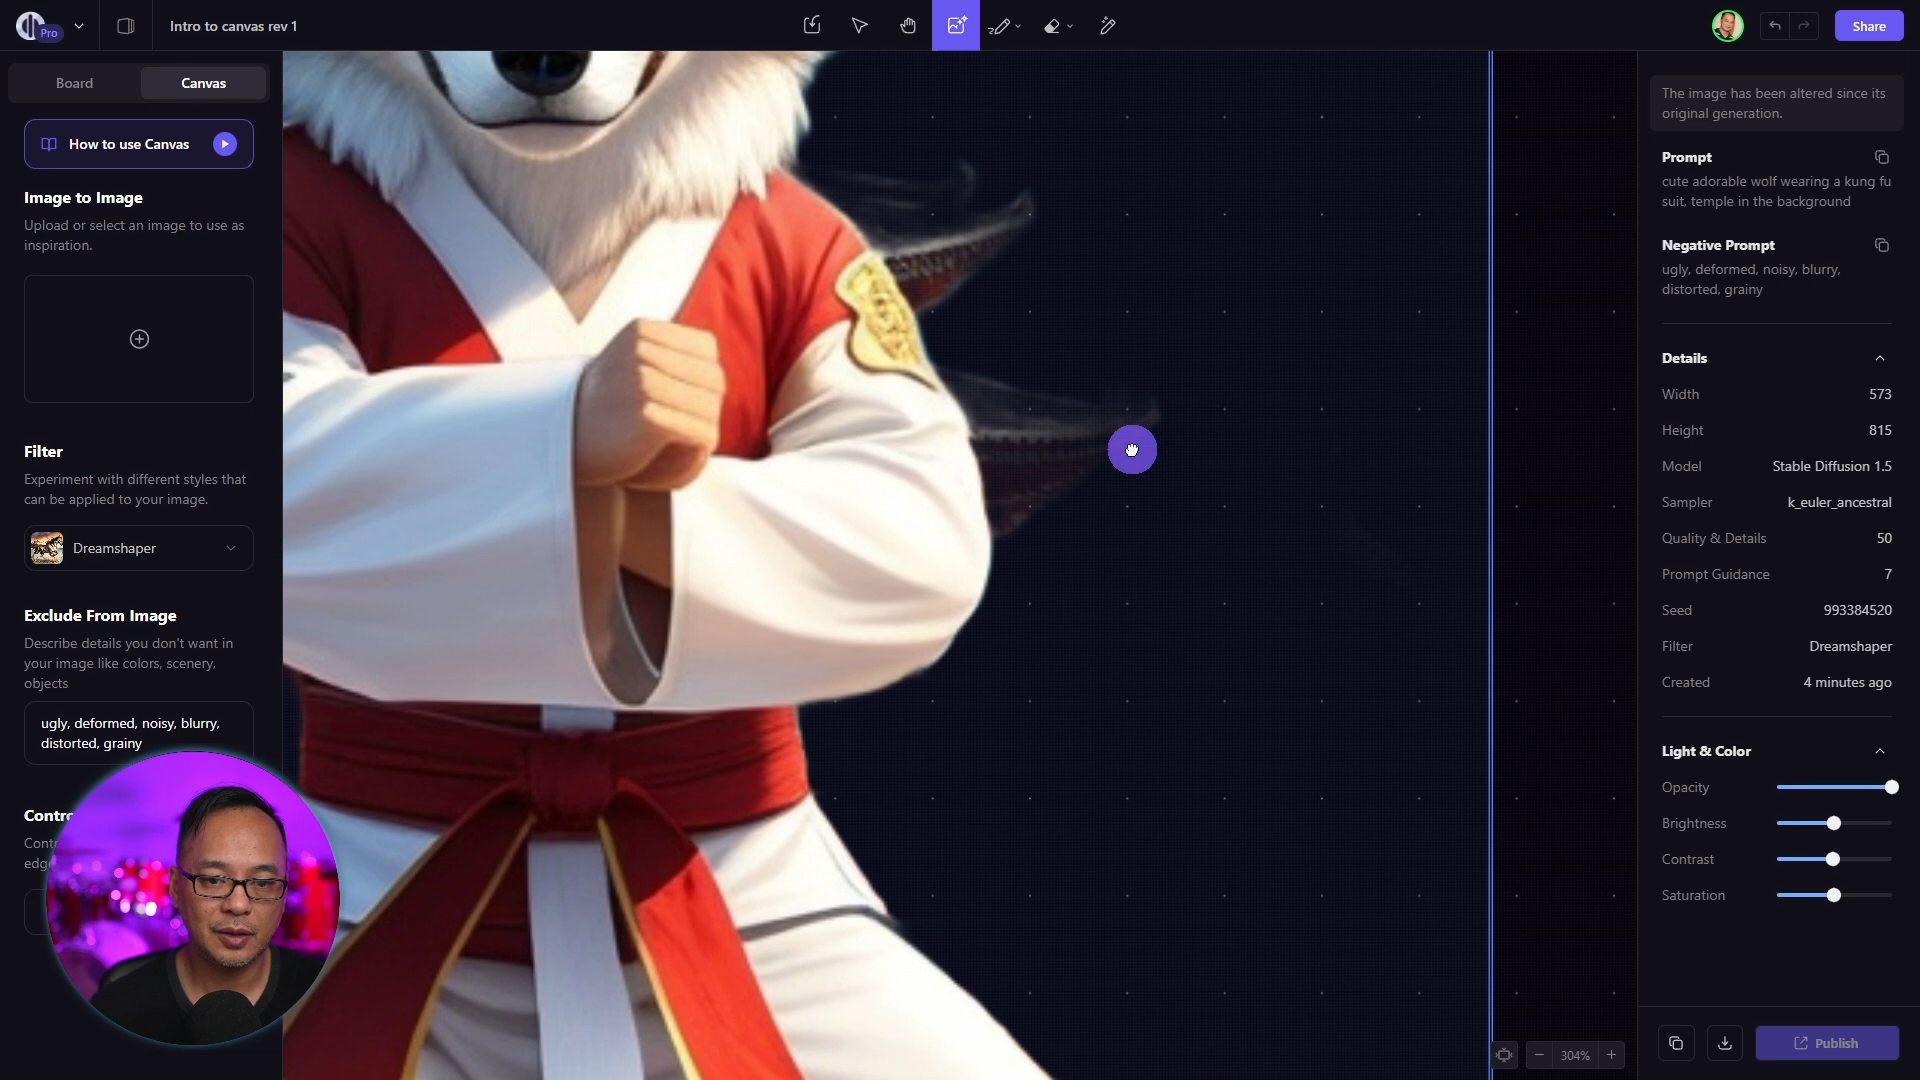 Pro
Intro to canvas rev 1
Share
Board
Canvas
How to use Canvas
Image to Image
Upload or select an image to use as
inspiration.
Filter
Experiment with different styles that
can be applied to your image.
Dreamshaper
Exclude From Image
Describe details you don't want in
your image like colors, scenery,
objects
ugly, deformed, noisy, blurry,
distorted, grainy
The image has been altered since its
original generation.
Prompt
cute adorable wolf wearing a kung fu
suit, temple in the background
Negative Prompt
ugly, deformed, noisy, blurry,
distorted, grainy
Details
Width 573
Height 815
Model Stable Diffusion 1.5
Sampler k_euler_ancestral
Quality & Details 50
Prompt Guidance 7
Seed 993384520
Filter Dreamshaper
Created 4 minutes ago
Light & Color
Opacity
Brightness
Contrast
Saturation
304%
Publish